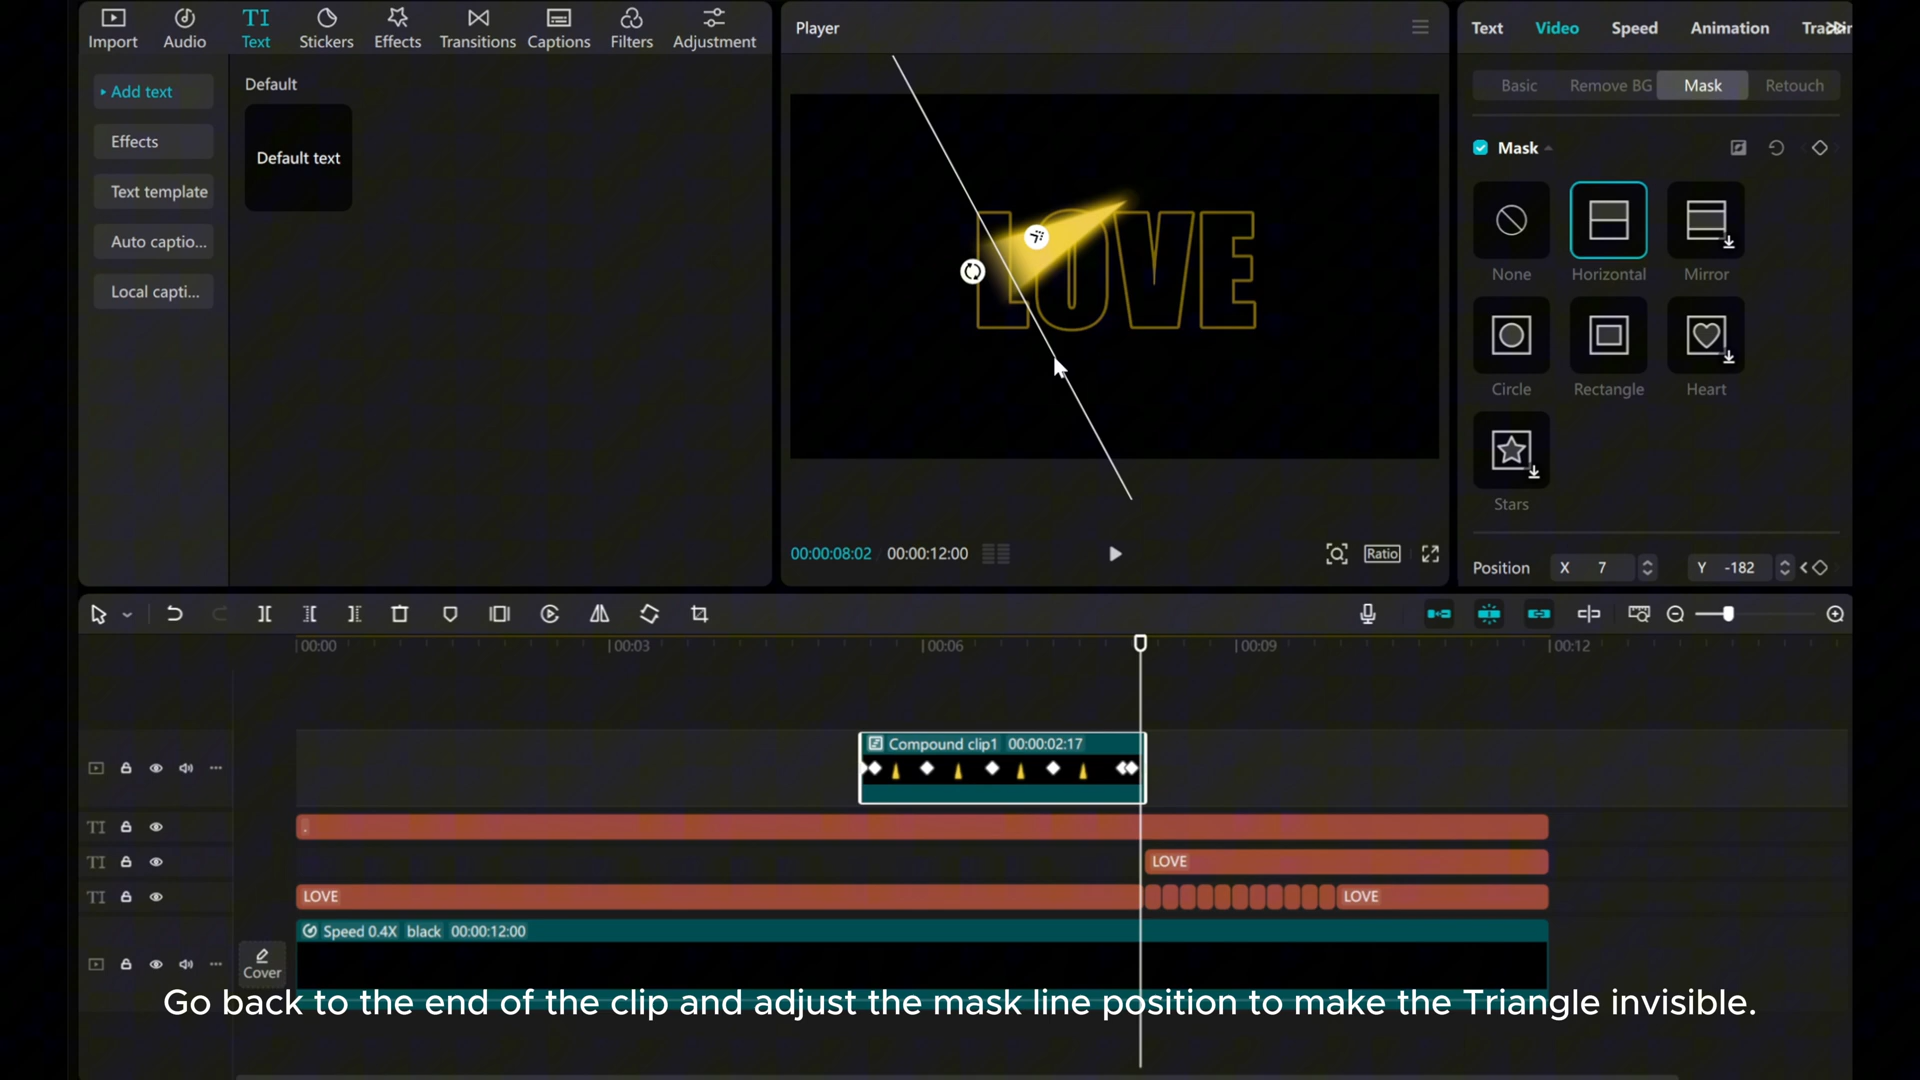 Import
Audio
TI
Text
Stickers
Effects
Transitions
Captions
Filters
Adjustment
Add text
Effects
Text template
Auto captio...
Local capti...
Default
Default text
Player
LOVE
00:00:08:02 00:00:12:00
Ratio
Text Video Speed Animation
Basic Remove BG Mask Retouch
Mask
None Horizontal Mirror
Circle Rectangle Heart
Stars
Position X 7 Y -182
00:00 00:03 00:06 00:09 00:12
Compound clip1 00:00:02:17
TI
TI LOVE
TI LOVE LOVE
Speed 0.4X black 00:00:12:00
Cover
Go back to the end of the clip and adjust the mask line position to make the Triangle invisible.